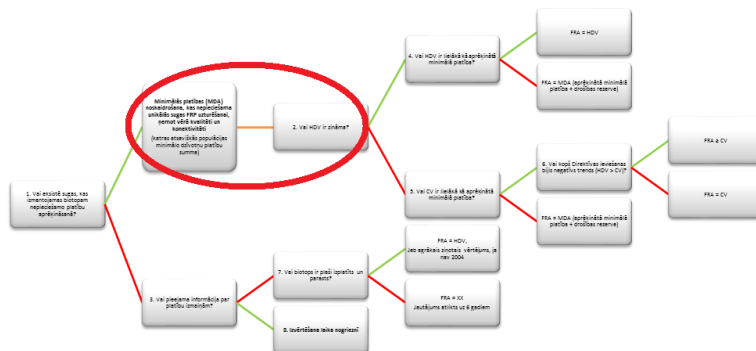 1. Vai eksistē sugas, kas
izmantojamas biotopam
nepieciešamo platību
aprēķināšanā?
Minimālās platības (MDA)
noskaidrošana, kas nepieciešama
unikālās sugas FRP uzturēšanai,
ņemot vērā kvalitāti un
konektivitāti
(katras atsevišķās populācijas
minimālo dzīvotņu platību
summa)
2. Vai HDV ir zināma?
4. Vai HDV ir lielākā kā aprēķinātā
minimālā platība?
FRA = HDV
FRA = MDA (aprēķinātā minimālā
platība + drošības rezerve)
5. Vai CV ir lielākā kā aprēķinātā
minimālā platība?
6. Vai kopš Direktīvas ieviešanas
bijis negatīvs trends (HDV > CV)?
FRA ≥ CV
FRA = CV
FRA = MDA (aprēķinātā minimālā
platība + drošības rezerve)
3. Vai pieejama informācija par
platību izmaiņām?
7. Vai biotops ir plaši izplatīts un
parasts?
FRA = HDV,
Jeb agrākais ziņotais vērtējums, ja
nav 2004
FRA = XX
Jautājums atlikts uz 6 gadiem
8. Izvērtēšana laika nogrieznī